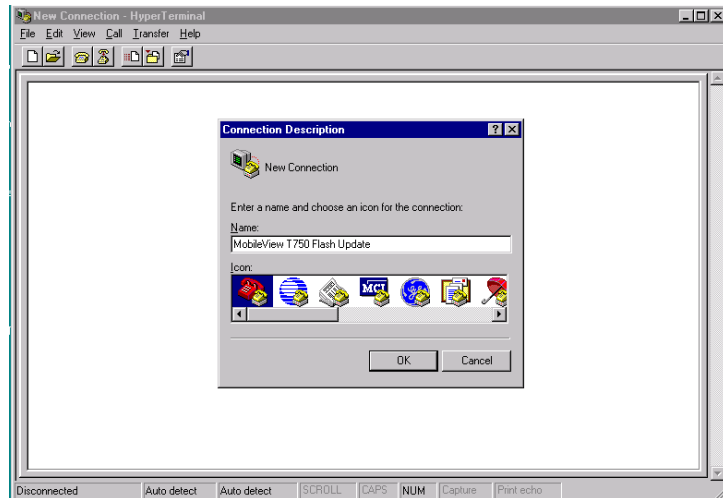 New Connection - HyperTerminal
File Edit View Call Transfer Help
Connection Description
New Connection
Enter a name and choose an icon for the connection:
Name:
MobileView T750 Flash Update
Icon:
MCI
OK Cancel
Disconnected Auto detect Auto detect SCROLL CAPS NUM Capture Print echo